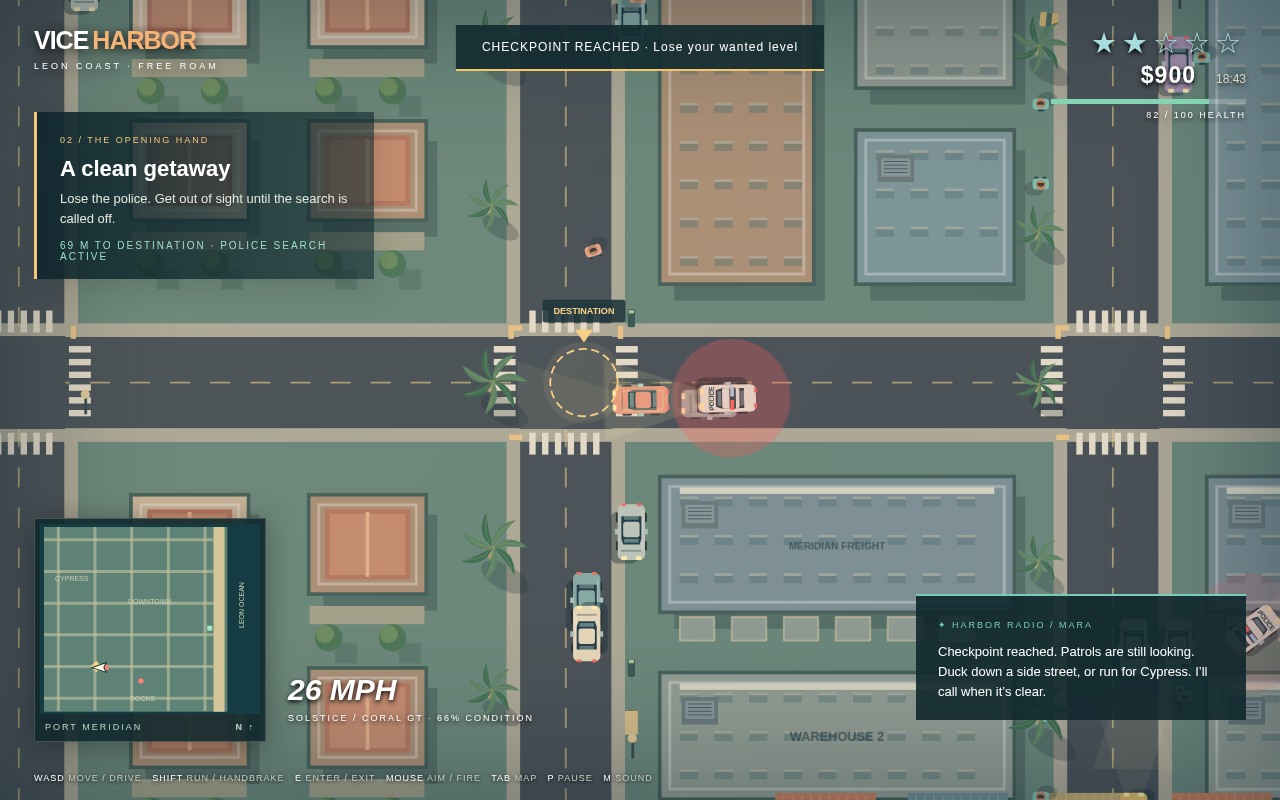 VICE HARBOR
LEON COAST · FREE ROAM
CHECKPOINT REACHED · Lose your wanted level
$900 18:43
82 / 100 HEALTH
02 / THE OPENING HAND
A clean getaway
Lose the police. Get out of sight until the search is
called off.
69 M TO DESTINATION · POLICE SEARCH
ACTIVE
DESTINATION
POLICE
MERIDIAN FREIGHT
POLICE
WAREHOUSE 2
✦ HARBOR RADIO / MARA
Checkpoint reached. Patrols are still looking.
Duck down a side street, or run for Cypress. I’ll
call when it’s clear.
CYPRESS
DOWNTOWN
LEON OCEAN
DOCKS
PORT MERIDIAN N ↑
26 MPH
SOLSTICE / CORAL GT · 66% CONDITION
WASD MOVE / DRIVE SHIFT RUN / HANDBRAKE E ENTER / EXIT MOUSE AIM / FIRE TAB MAP P PAUSE M SOUND